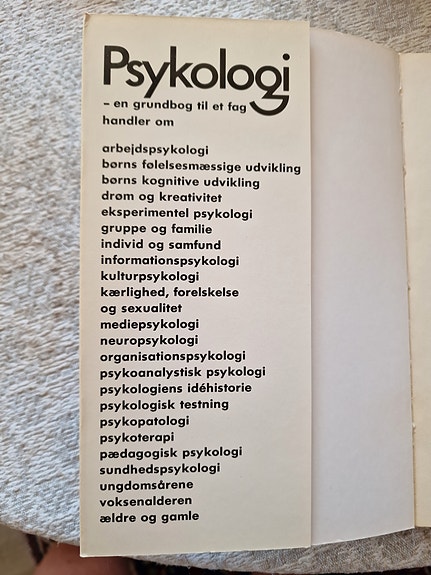 Psykologi
– en grundbog til et fag
handler om
arbejdspsykologi
børns følelsesmæssige udvikling
børns kognitive udvikling
drøm og kreativitet
eksperimentel psykologi
gruppe og familie
individ og samfund
informationspsykologi
kulturpsykologi
kærlighed, forelskelse
og sexualitet
mediepsykologi
neuropsykologi
organisationspsykologi
psykoanalystisk psykologi
psykologiens idéhistorie
psykologisk testning
psykopatologi
psykoterapi
pædagogisk psykologi
sundhedspsykologi
ungdomsårene
voksenalderen
ældre og gamle